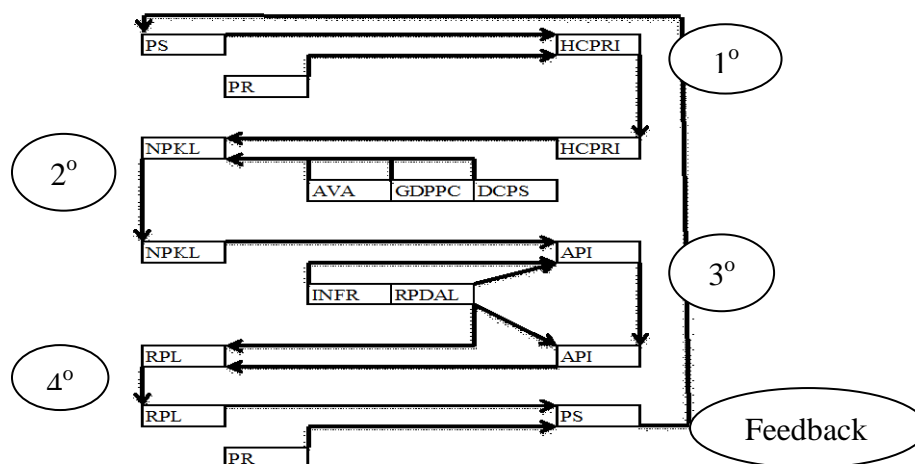 PS HCPRI 1º
PR
NPKL HCPRI
2º
AVA GDPPC DCPS
NPKL API
3º
INFR RPDAL
RPL API
4º
RPL PS
Feedback
PR